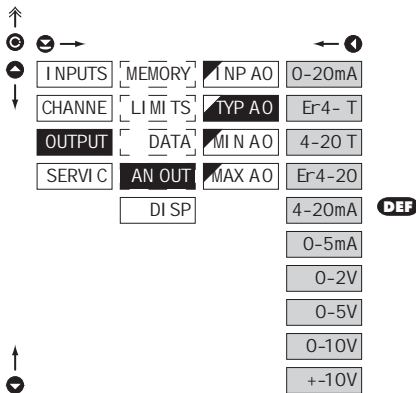 INPUTS MEMORY INP AO 0-20mA
CHANNE LIMITS TYP AO Er4- T
OUTPUT DATA MIN AO 4-20 T
SERVIC AN OUT MAX AO Er4-20
DISP 4-20mA DEF
0-5mA
0-2V
0-5V
0-10V
+-10V